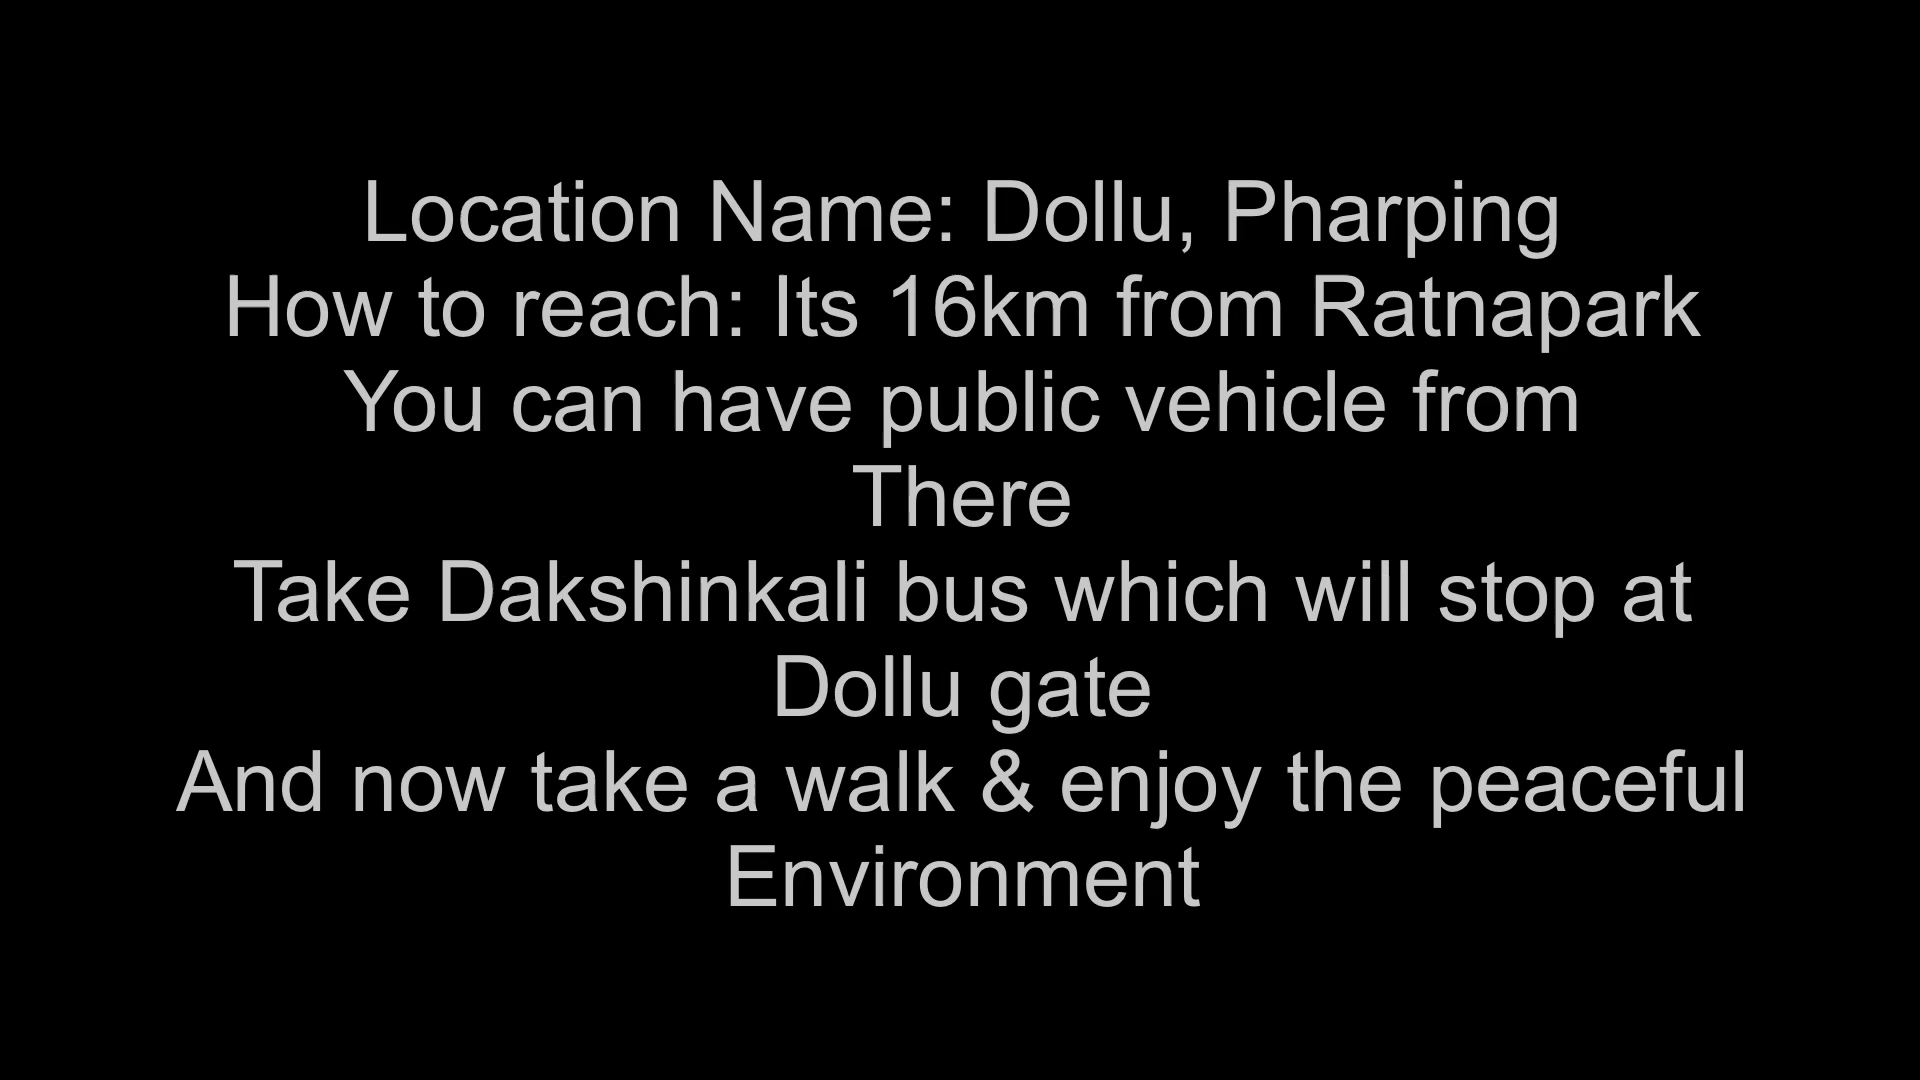 Location Name: Dollu, Pharping
How to reach: Its 16km from Ratnapark
You can have public vehicle from
There
Take Dakshinkali bus which will stop at
Dollu gate
And now take a walk & enjoy the peaceful
Environment